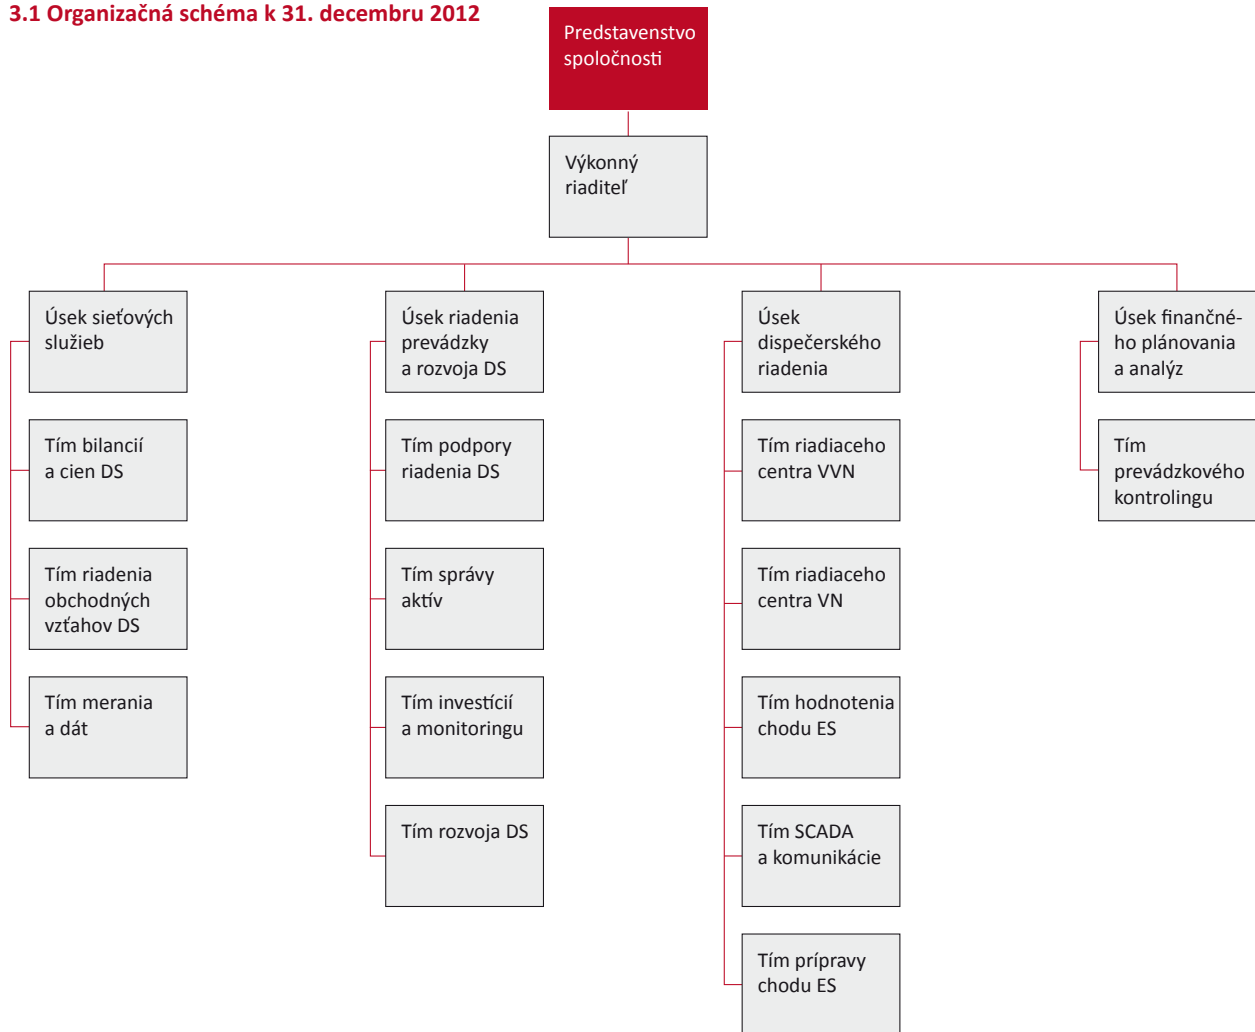 3.1 Organizačná schéma k 31. decembru 2012
Predstavenstvo
spoločnosti
Výkonný
riaditeľ
Úsek sieťových
služieb
Tím bilancií
a cien DS
Tím riadenia
obchodných
vzťahov DS
Tím merania
a dát
Úsek riadenia
prevádzky
a rozvoja DS
Tím podpory
riadenia DS
Tím správy
aktív
Tím investícií
a monitoringu
Tím rozvoja DS
Úsek
dispečerského
riadenia
Tím riadiaceho
centra VVN
Tím riadiaceho
centra VN
Tím hodnotenia
chodu ES
Tím SCADA
a komunikácie
Tím prípravy
chodu ES
Úsek finančné-
ho plánovania
a analýz
Tím
prevádzkového
kontrolingu